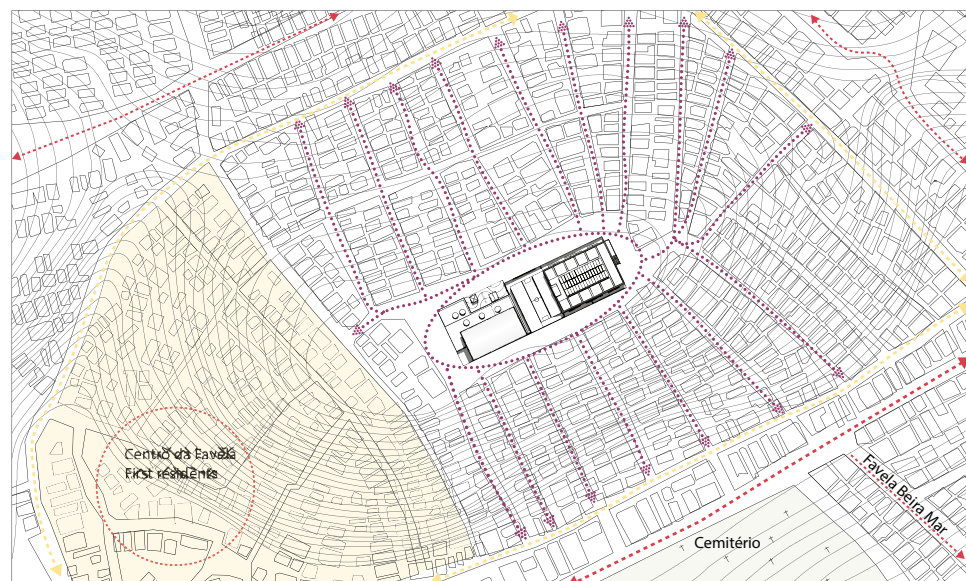 Centro da Favela
First residents
Favela Beira Mar
Cemitério